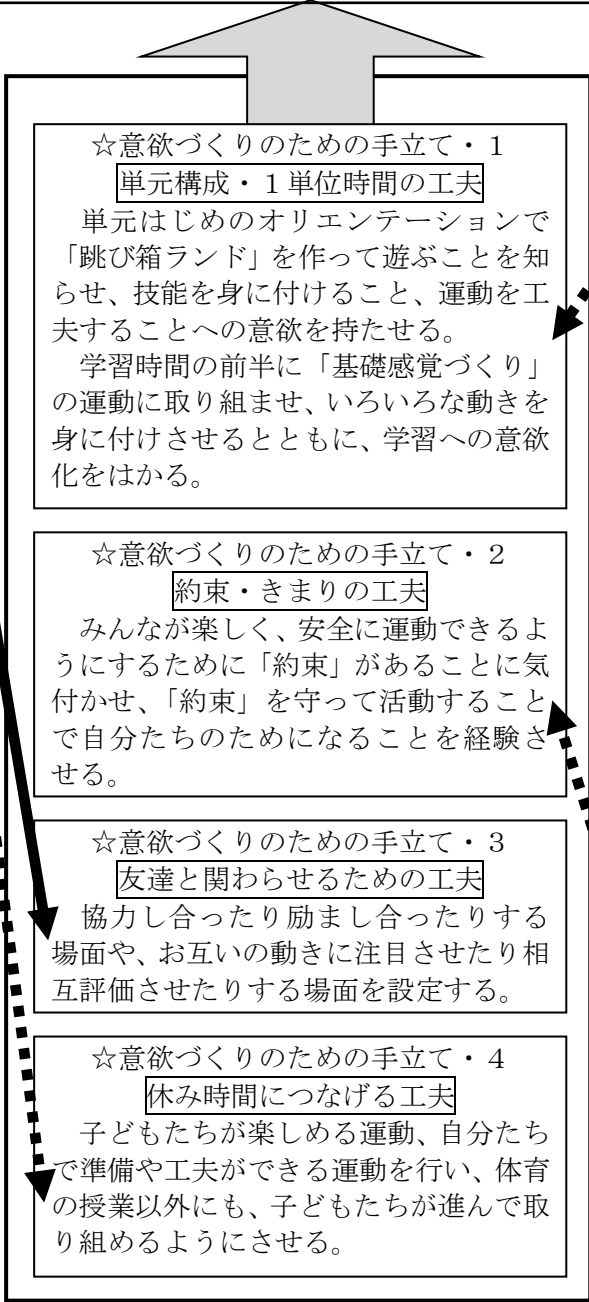 ☆意欲づくりのための手立て・１
単元構成・１単位時間の工夫
単元はじめのオリエンテーションで
「跳び箱ランド」を作って遊ぶことを知
らせ、技能を身に付けること、運動を工
夫することへの意欲を持たせる。
学習時間の前半に「基礎感覚づくり」
の運動に取り組ませ、いろいろな動きを
身に付けさせるとともに、学習への意欲
化をはかる。
☆意欲づくりのための手立て・２
約束・きまりの工夫
みんなが楽しく、安全に運動できるよ
うにするために「約束」があることに気
付かせ、「約束」を守って活動すること
で自分たちのためになることを経験さ
せる。
☆意欲づくりのための手立て・３
友達と関わらせるための工夫
協力し合ったり励まし合ったりする
場面や、お互いの動きに注目させたり相
互評価させたりする場面を設定する。
☆意欲づくりのための手立て・４
休み時間につなげる工夫
子どもたちが楽しめる運動、自分たち
で準備や工夫ができる運動を行い、体育
の授業以外にも、子どもたちが進んで取
り組めるようにさせる。